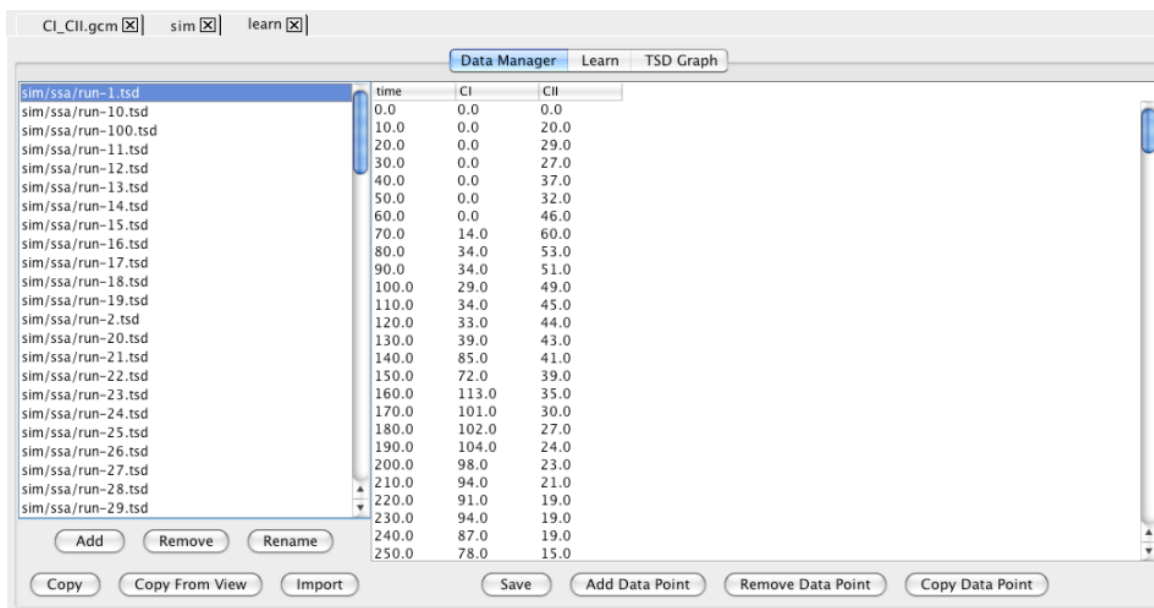 CI_CII.gcm sim learn
Data Manager Learn TSD Graph
sim/ssa/run-1.tsd
sim/ssa/run-10.tsd
sim/ssa/run-100.tsd
sim/ssa/run-11.tsd
sim/ssa/run-12.tsd
sim/ssa/run-13.tsd
sim/ssa/run-14.tsd
sim/ssa/run-15.tsd
sim/ssa/run-16.tsd
sim/ssa/run-17.tsd
sim/ssa/run-18.tsd
sim/ssa/run-19.tsd
sim/ssa/run-2.tsd
sim/ssa/run-20.tsd
sim/ssa/run-21.tsd
sim/ssa/run-22.tsd
sim/ssa/run-23.tsd
sim/ssa/run-24.tsd
sim/ssa/run-25.tsd
sim/ssa/run-26.tsd
sim/ssa/run-27.tsd
sim/ssa/run-28.tsd
sim/ssa/run-29.tsd
time CI CII
0.0 0.0 0.0
10.0 0.0 20.0
20.0 0.0 29.0
30.0 0.0 27.0
40.0 0.0 37.0
50.0 0.0 32.0
60.0 0.0 46.0
70.0 14.0 60.0
80.0 34.0 53.0
90.0 34.0 51.0
100.0 29.0 49.0
110.0 34.0 45.0
120.0 33.0 44.0
130.0 39.0 43.0
140.0 85.0 41.0
150.0 72.0 39.0
160.0 113.0 35.0
170.0 101.0 30.0
180.0 102.0 27.0
190.0 104.0 24.0
200.0 98.0 23.0
210.0 94.0 21.0
220.0 91.0 19.0
230.0 94.0 19.0
240.0 87.0 19.0
250.0 78.0 15.0
Add Remove Rename
Copy Copy From View Import
Save Add Data Point Remove Data Point Copy Data Point